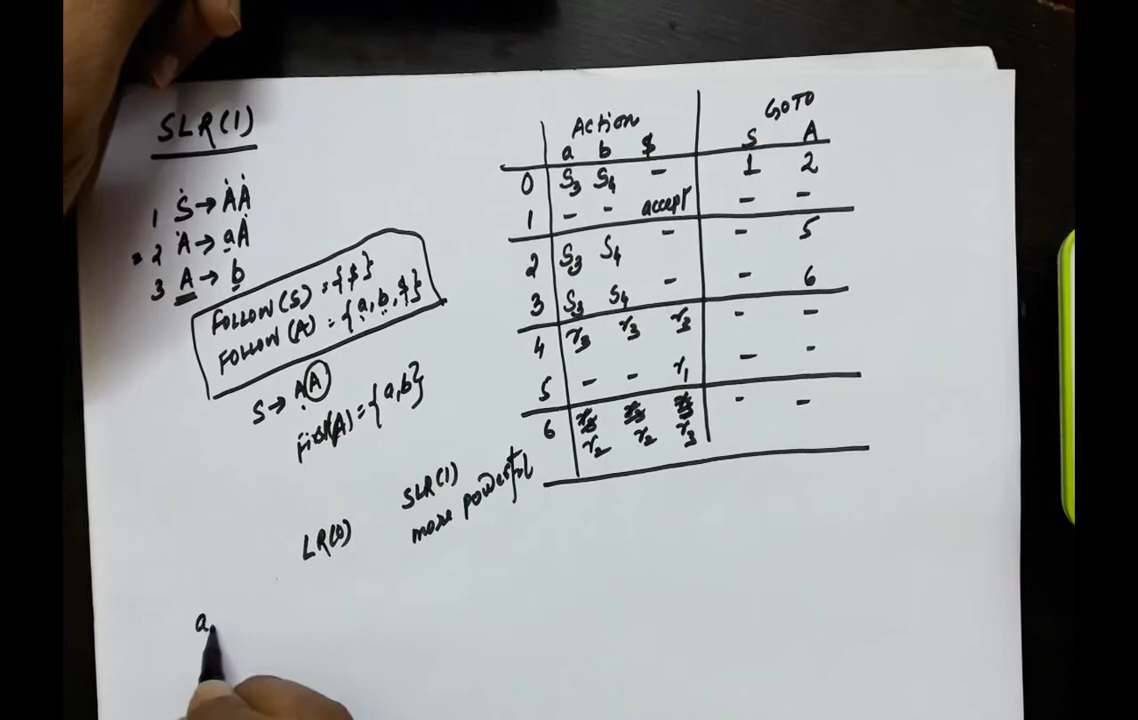 SLR(1)
1 S → AA
2 A → aA
3 A → b
FOLLOW(S) = {$}
FOLLOW(A) = {a, b, $}
S → AA
First(A) = {a, b}
LR(0)
SLR(1)
more powerful
a
Action GOTO
a b $ S A
0 S3 S4 - 1 2
1 - - accept - -
2 S3 S4 - - 5
3 S3 S4 - - 6
4 r3 r3 r3 - -
5 - - r1 - -
6 - -
r2 r2 r3